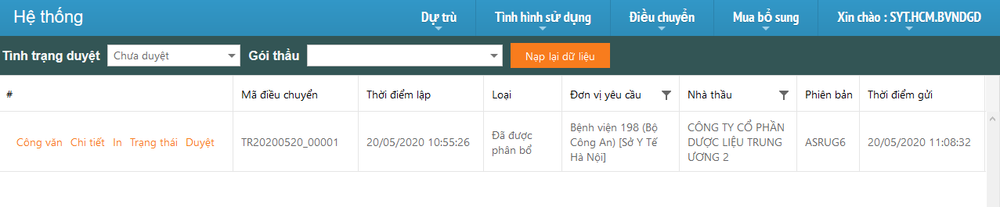 Hệ thống Dự trù Tình hình sử dụng Điều chuyển Mua bổ sung Xin chào : SYT.HCM.BVNDGD
Tình trạng duyệt Chưa duyệt Gói thầu Nạp lại dữ liệu
# Mã điều chuyển Thời điểm lập Loại Đơn vị yêu cầu Nhà thầu Phiên bản Thời điểm gửi
Công văn Chi tiết In Trạng thái Duyệt
TR20200520_00001
20/05/2020 10:55:26
Đã được
phân bổ
Bệnh viện 198 (Bộ
Công An) [Sở Y Tế
Hà Nội]
CÔNG TY CỔ PHẦN
DƯỢC LIỆU TRUNG
ƯƠNG 2
ASRUG6
20/05/2020 11:08:32